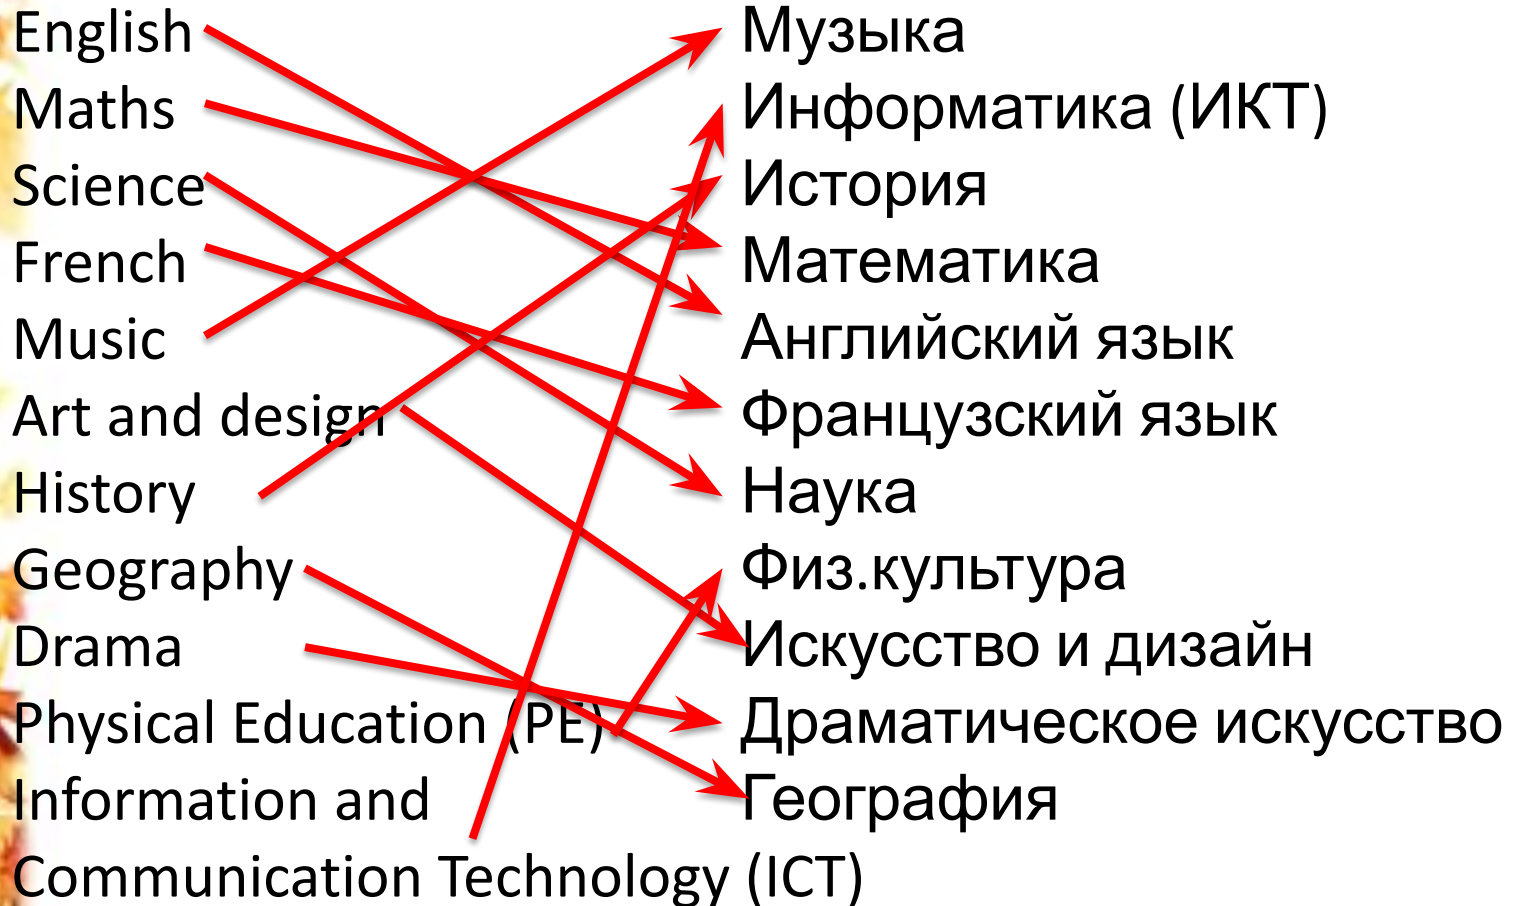 English
Maths
Science
French
Music
Art and design
History
Geography
Drama
Physical Education (PE)
Information and
Communication Technology (ICT)
Музыка
Информатика (ИКТ)
История
Математика
Английский язык
Французский язык
Наука
Физ.культура
Искусство и дизайн
Драматическое искусство
География